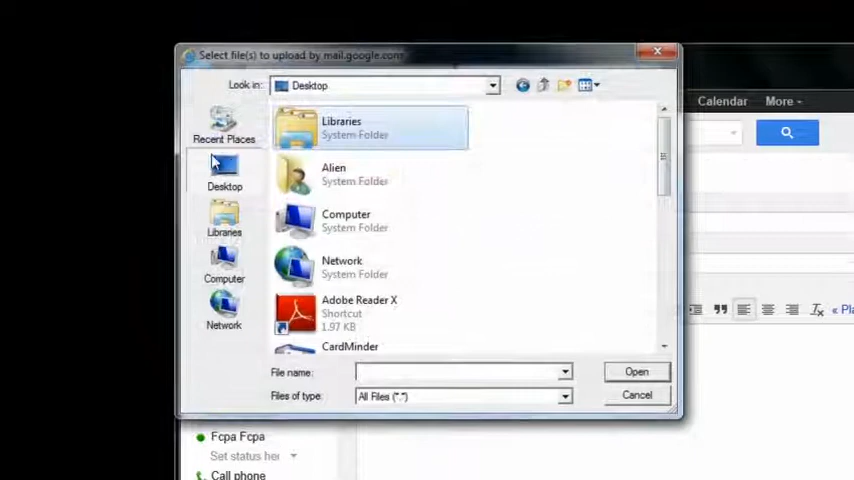 Select file(s) to upload by mail.google.com
Look in: Desktop
Calendar More
Recent Places
Desktop
Libraries
Computer
Network
Libraries
System Folder
Alien
System Folder
Computer
System Folder
Network
System Folder
Adobe Reader X
Shortcut
1.97 KB
CardMinder
« Pla
File name:
Open
Files of type: All Files (*.*)
Cancel
Fcpa Fcpa
Set status her
Call phone